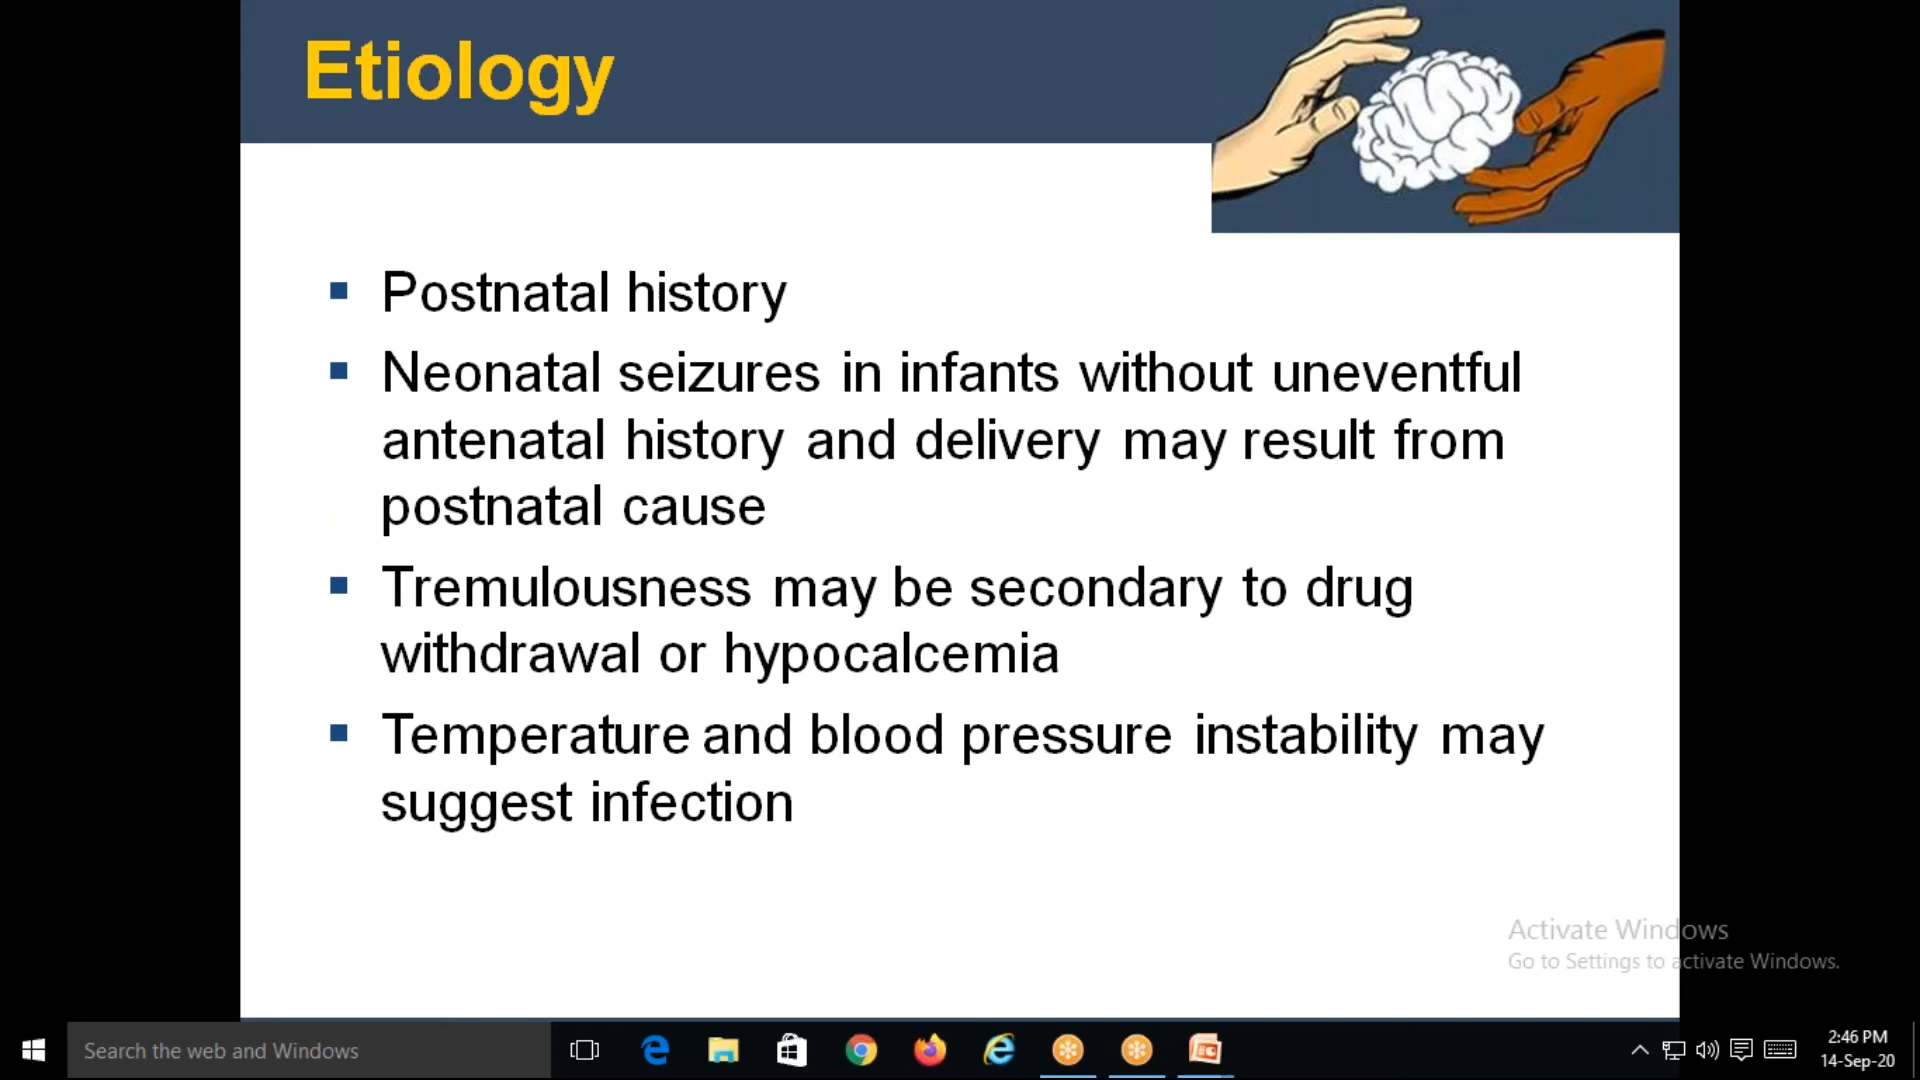 Etiology
Postnatal history
Neonatal seizures in infants without uneventful
antenatal history and delivery may result from
postnatal cause
Tremulousness may be secondary to drug
withdrawal or hypocalcemia
Temperature and blood pressure instability may
suggest infection
Activate Windows
Go to Settings to activate Windows.
Search the web and Windows
2:46 PM
14-Sep-20